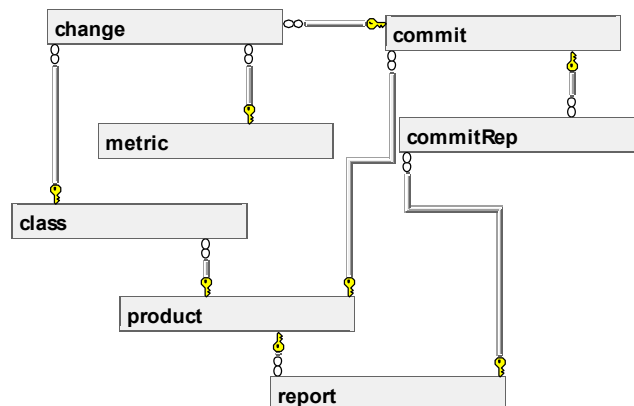 change
commit
metric
commitRep
class
product
report